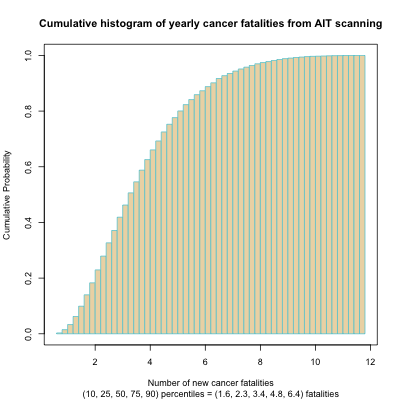 Cumulative histogram of yearly cancer fatalities from AIT scanning
Cumulative Probability
1.0
0.8
0.6
0.4
0.2
0.0
2 4 6 8 10 12
Number of new cancer fatalities
(10, 25, 50, 75, 90) percentiles = (1.6, 2.3, 3.4, 4.8, 6.4) fatalities